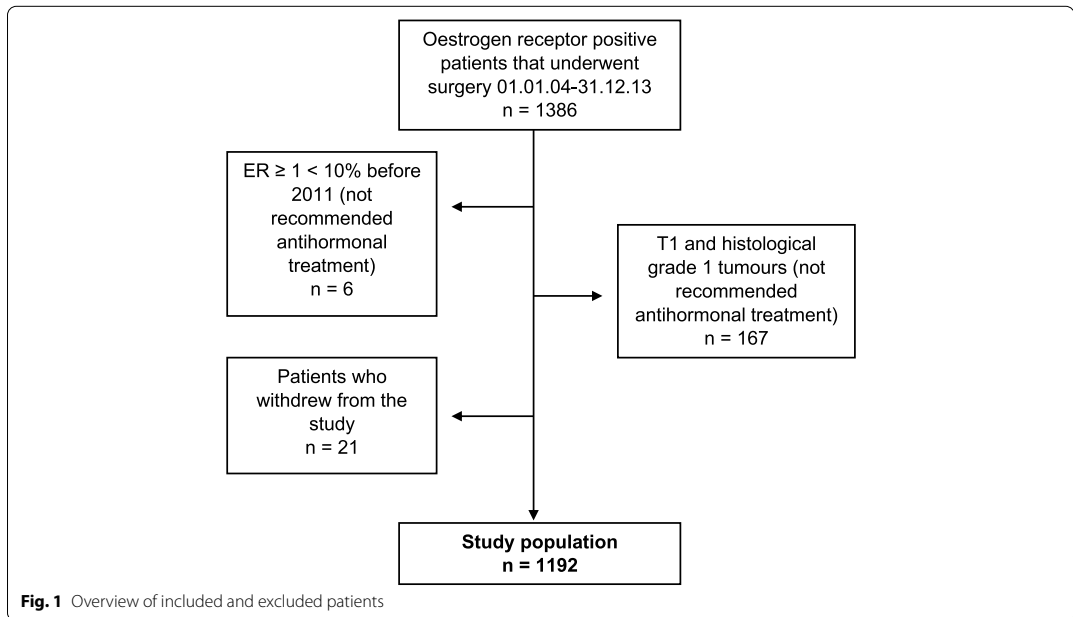 Oestrogen receptor positive
patients that underwent
surgery 01.01.04-31.12.13
n = 1386
ER ≥ 1 < 10% before
2011 (not
recommended
antihormonal
treatment)
n = 6
T1 and histological
grade 1 tumours (not
recommended
antihormonal treatment)
n = 167
Patients who
withdrew from the
study
n = 21
Study population
n = 1192
Fig. 1 Overview of included and excluded patients